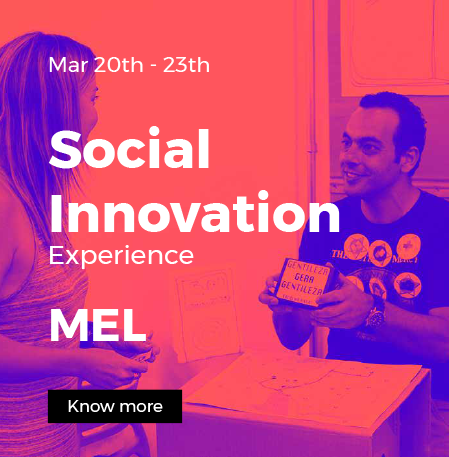 Mar 20th - 23th
Social
Innovation
Experience
GENTILEZA
GERA
GENTILEZA
MEL
Know more